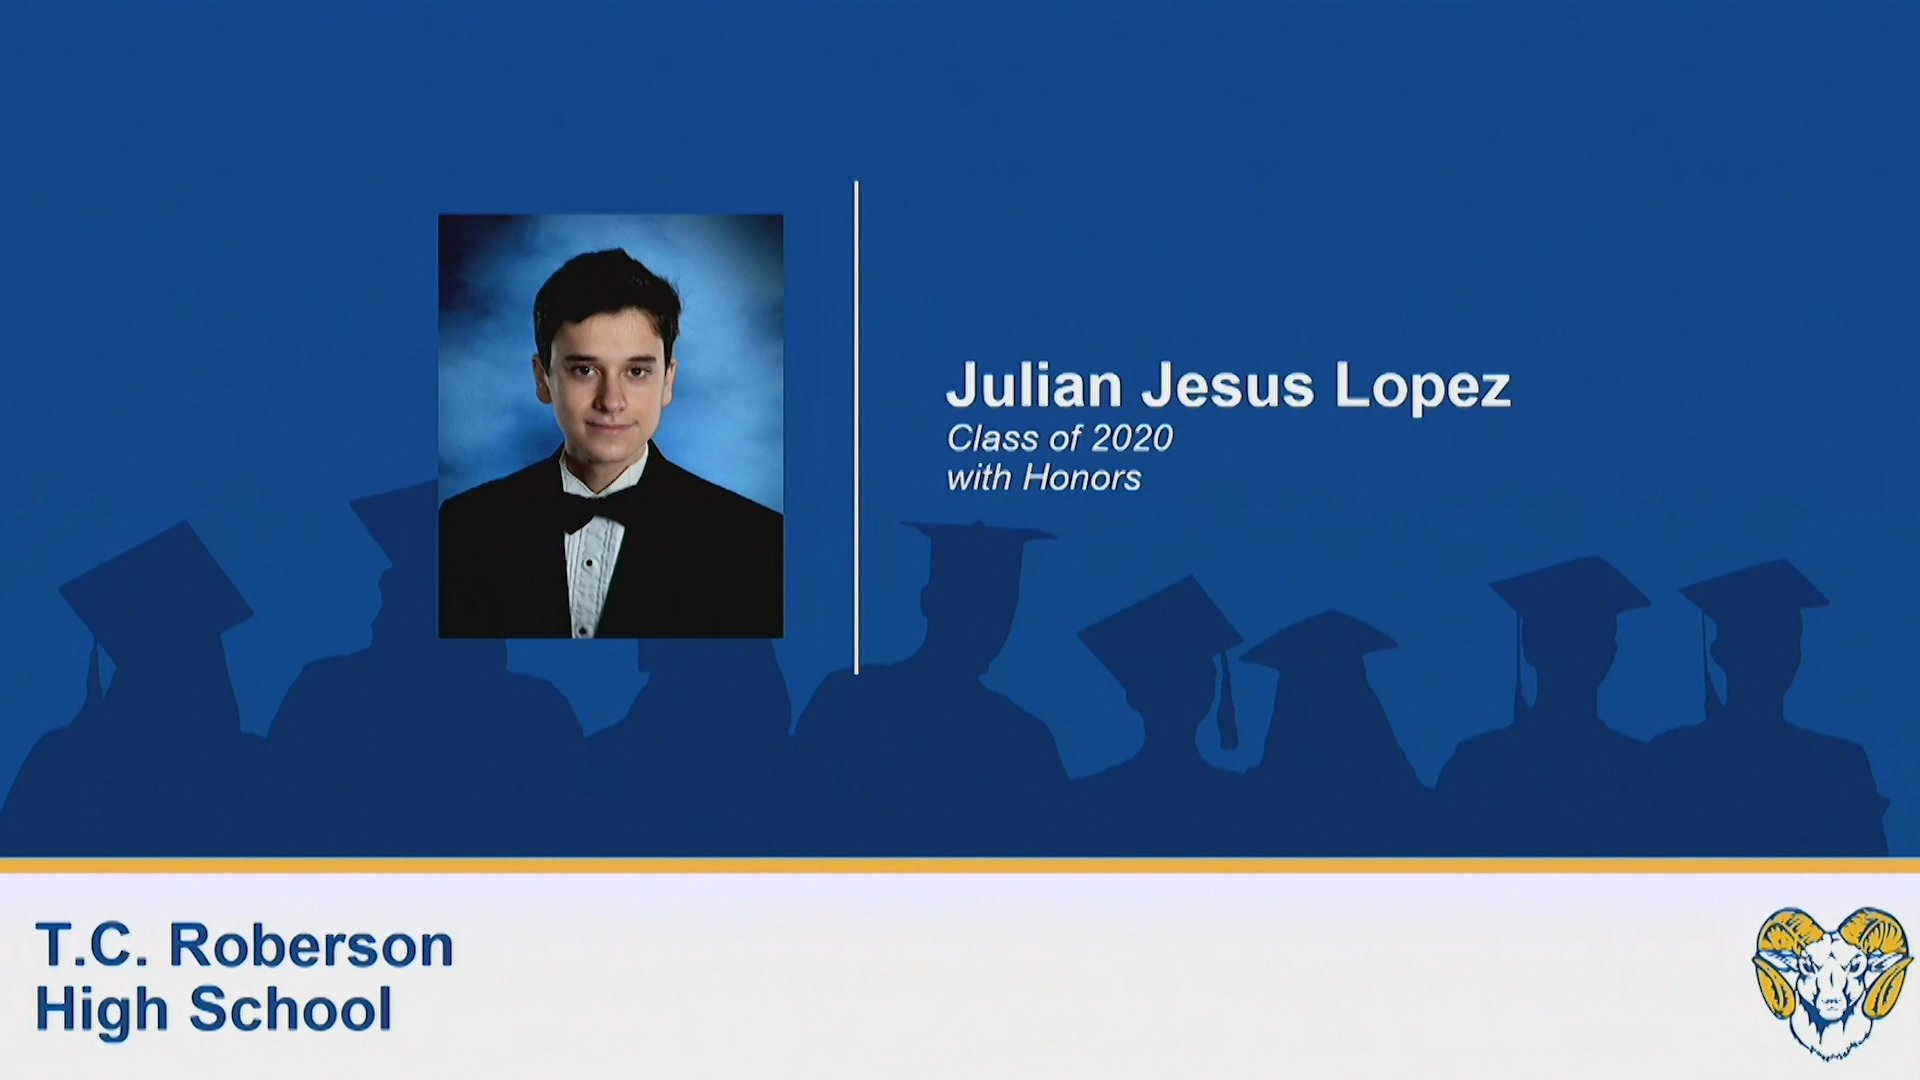 Julian Jesus Lopez
Class of 2020
with Honors
T.C. Roberson
High School